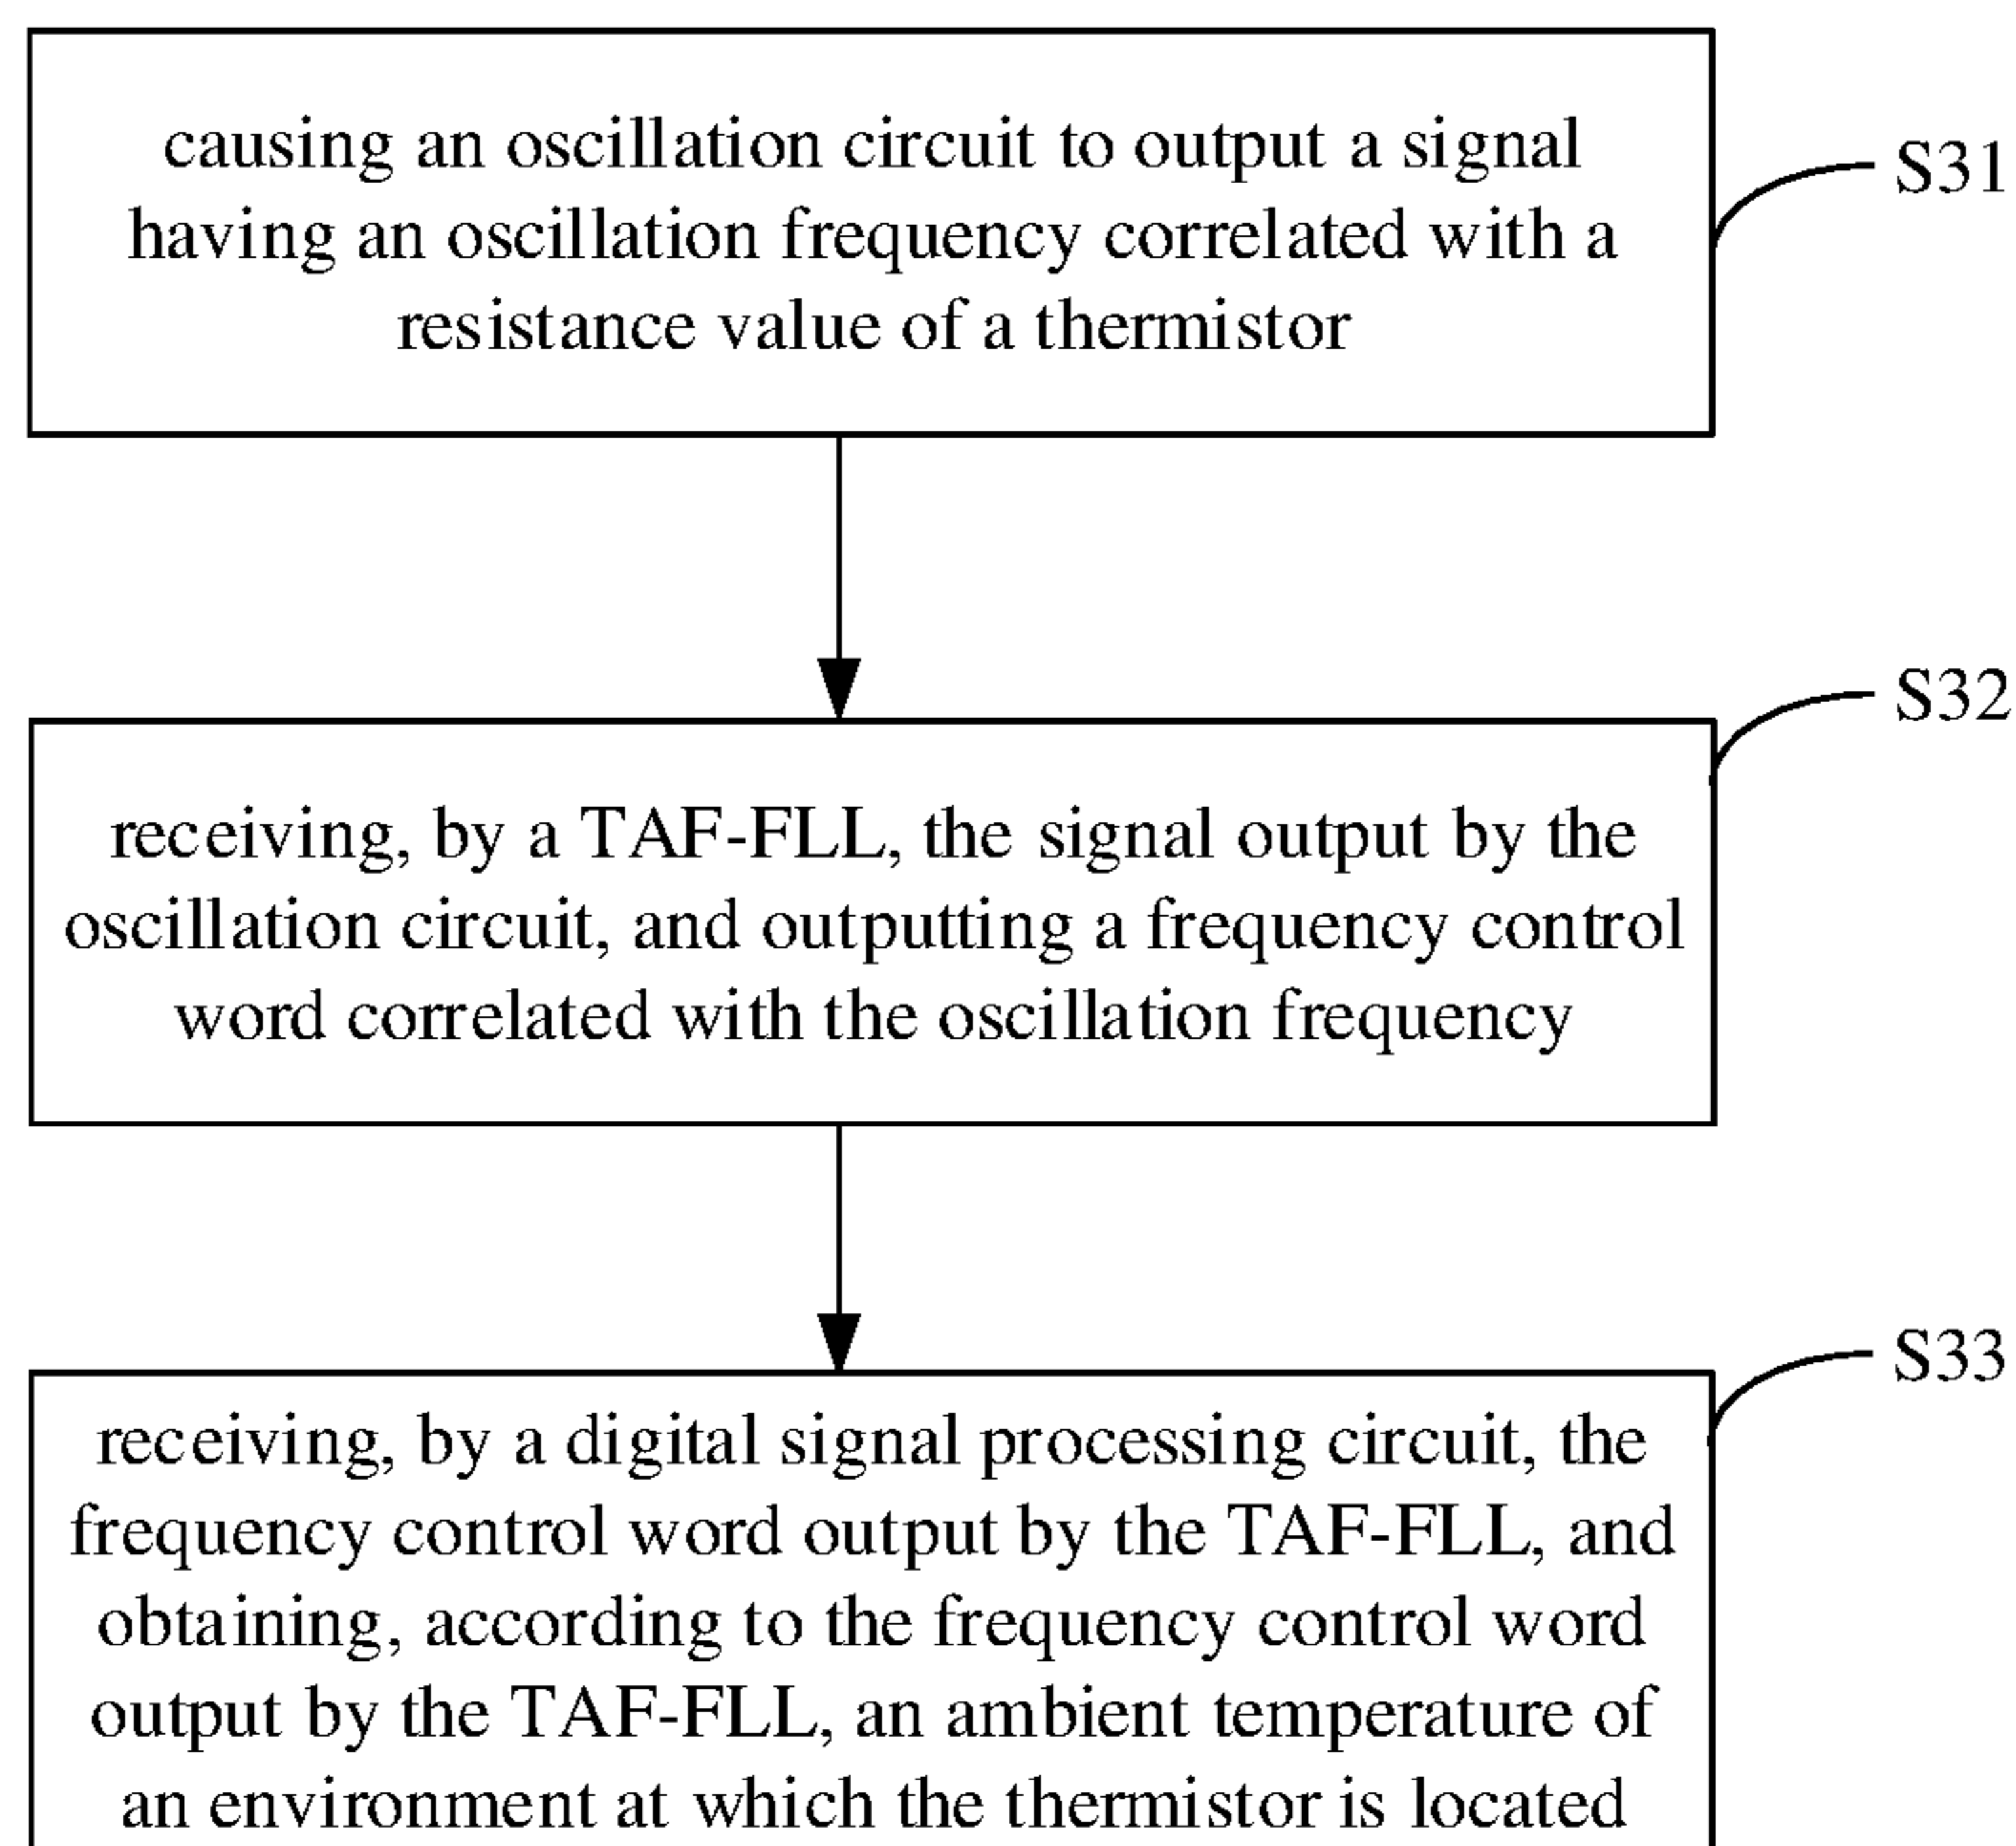 causing an oscillation circuit to output a signal
having an oscillation frequency correlated with a
resistance value of a thermistor
S31
receiving, by a TAF-FLL, the signal output by the
oscillation circuit, and outputting a frequency control
word correlated with the oscillation frequency
S32
receiving, by a digital signal processing circuit, the
frequency control word output by the TAF-FLL, and
obtaining, according to the frequency control word
output by the TAF-FLL, an ambient temperature of
an environment at which the thermistor is located
S33